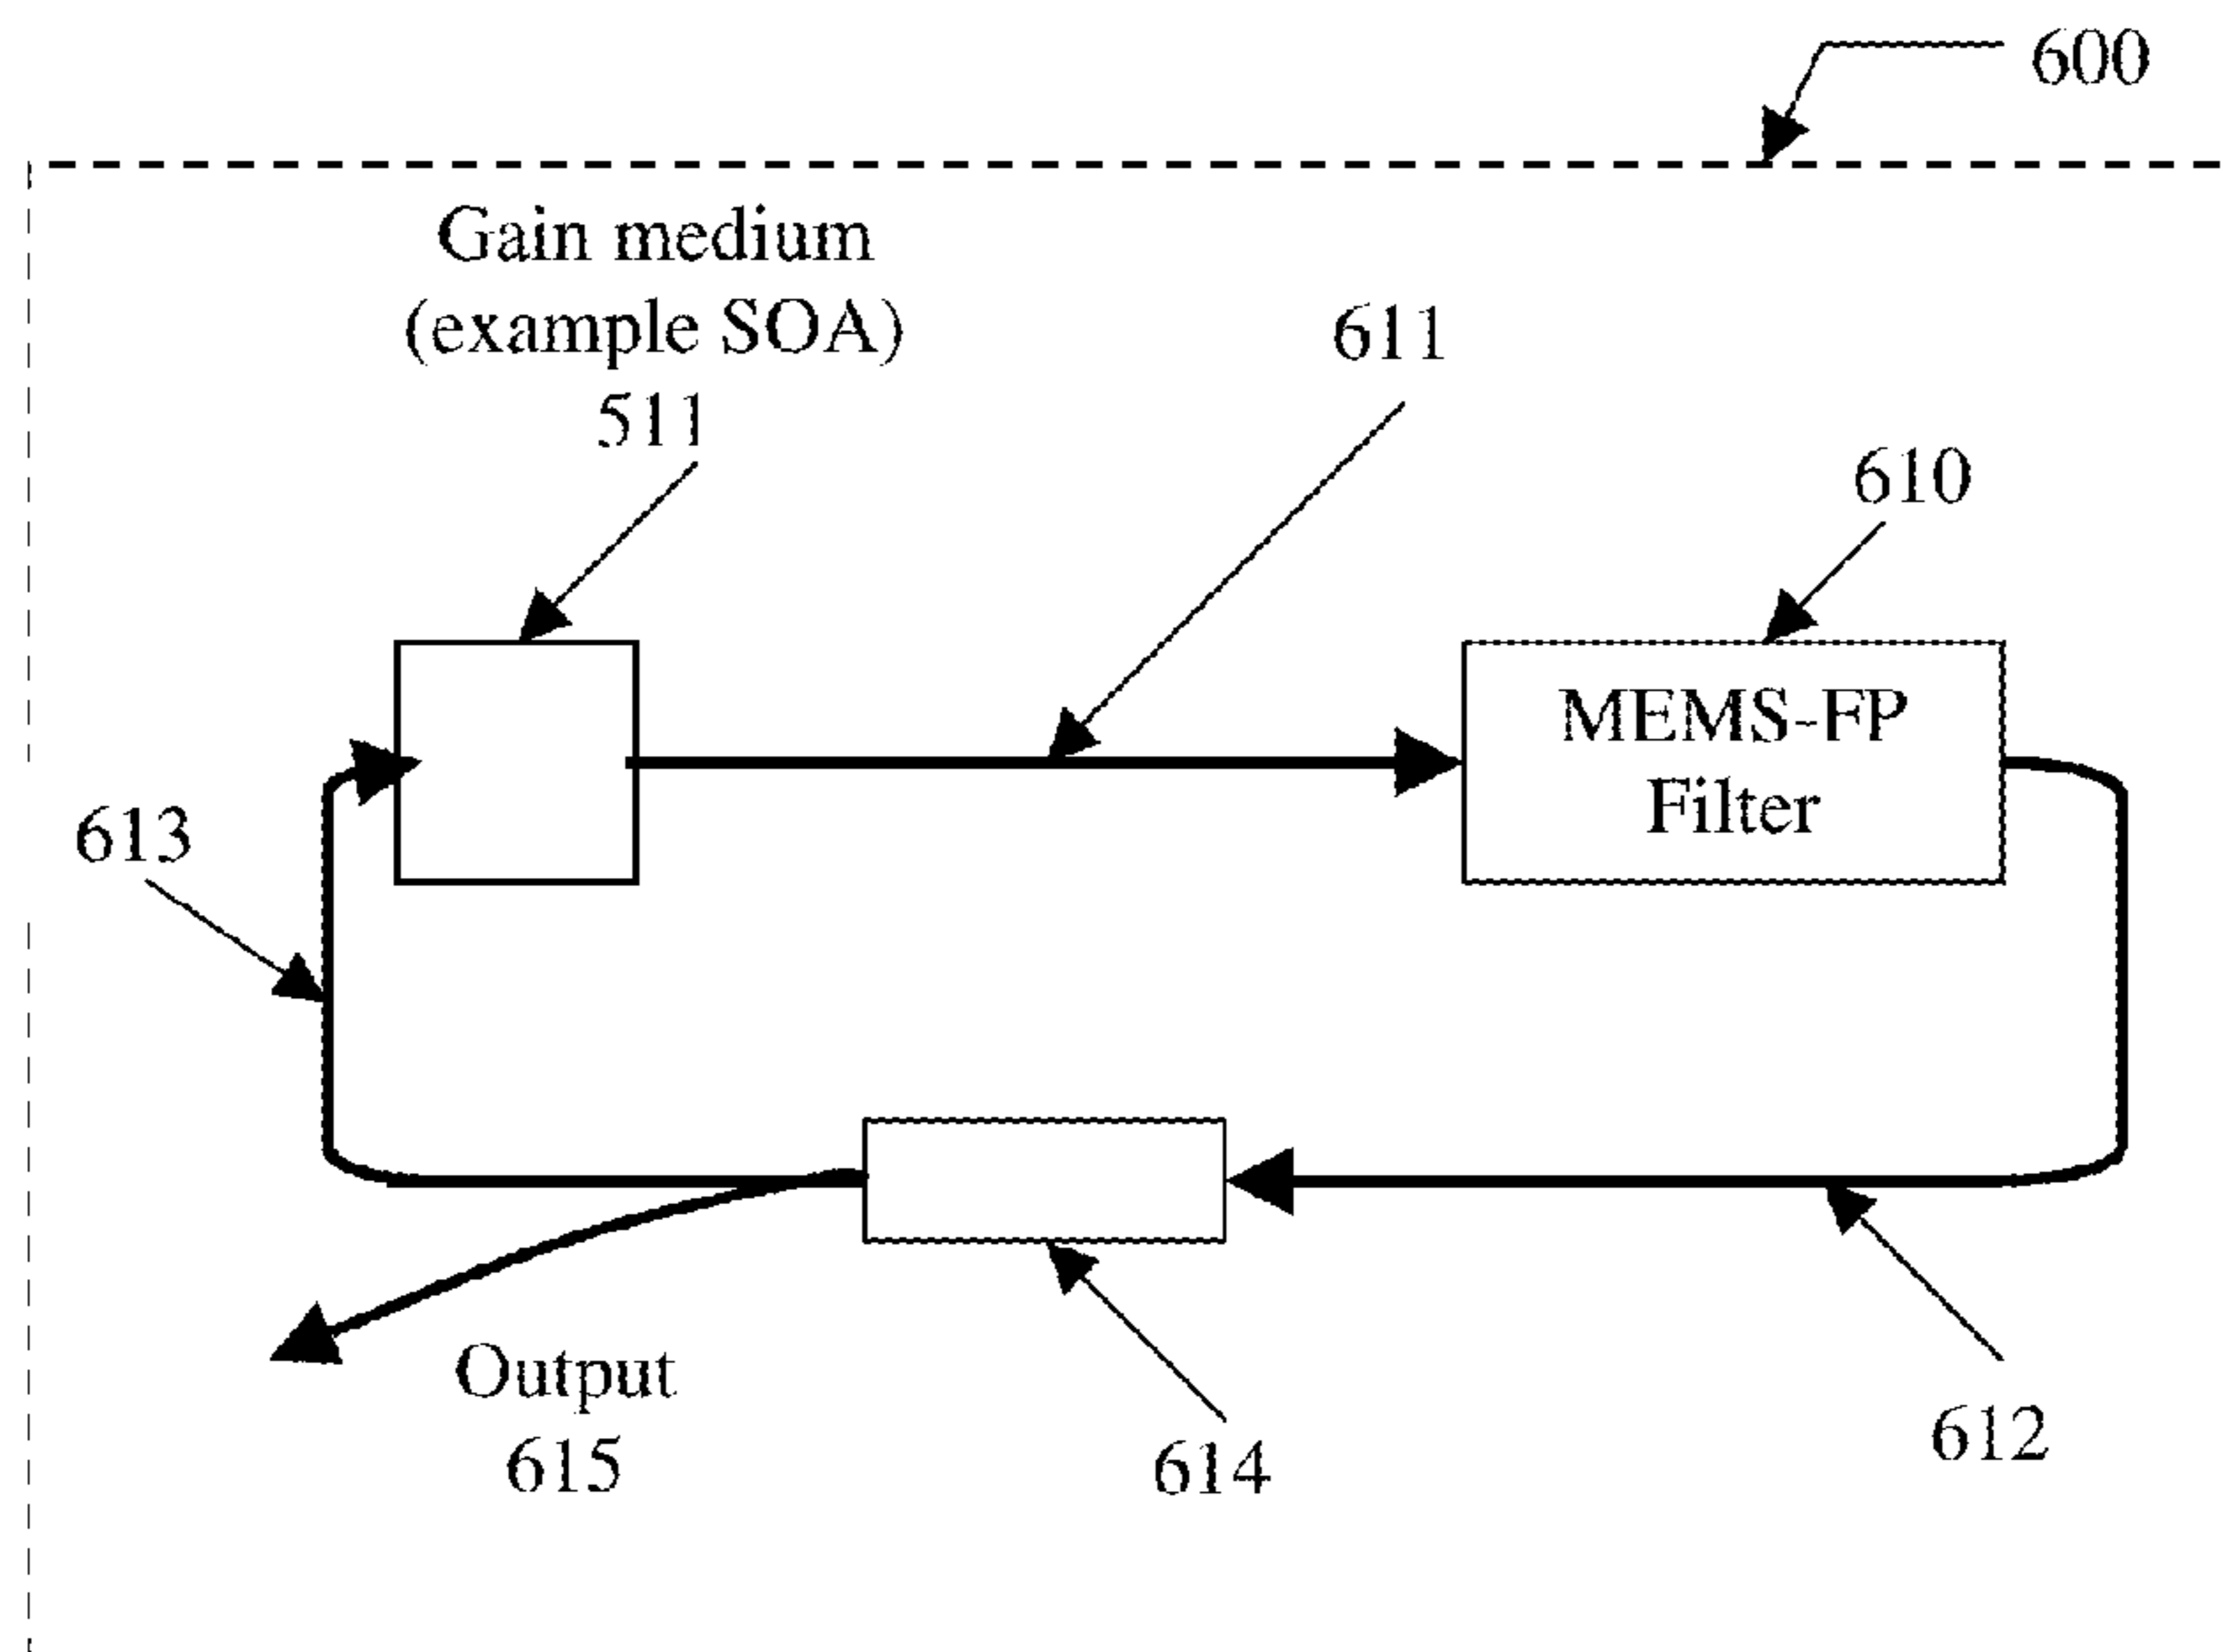 600
Gain medium
(example SOA)
511
611
610
MEMS-FP
Filter
613
Output
615
614
612